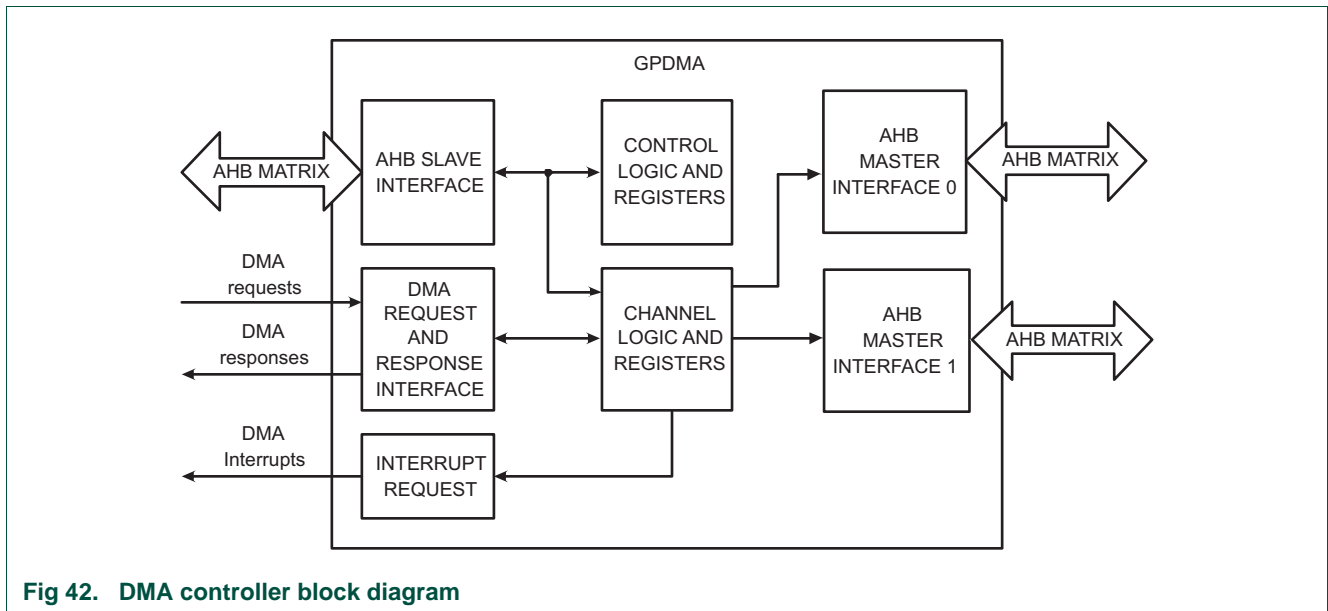 GPDMA
AHB MATRIX
AHB SLAVE
INTERFACE
CONTROL
LOGIC AND
REGISTERS
AHB
MASTER
INTERFACE 0
AHB MATRIX
DMA
requests
DMA
responses
DMA
REQUEST
AND
RESPONSE
INTERFACE
CHANNEL
LOGIC AND
REGISTERS
AHB
MASTER
INTERFACE 1
AHB MATRIX
DMA
Interrupts
INTERRUPT
REQUEST
Fig 42. DMA controller block diagram